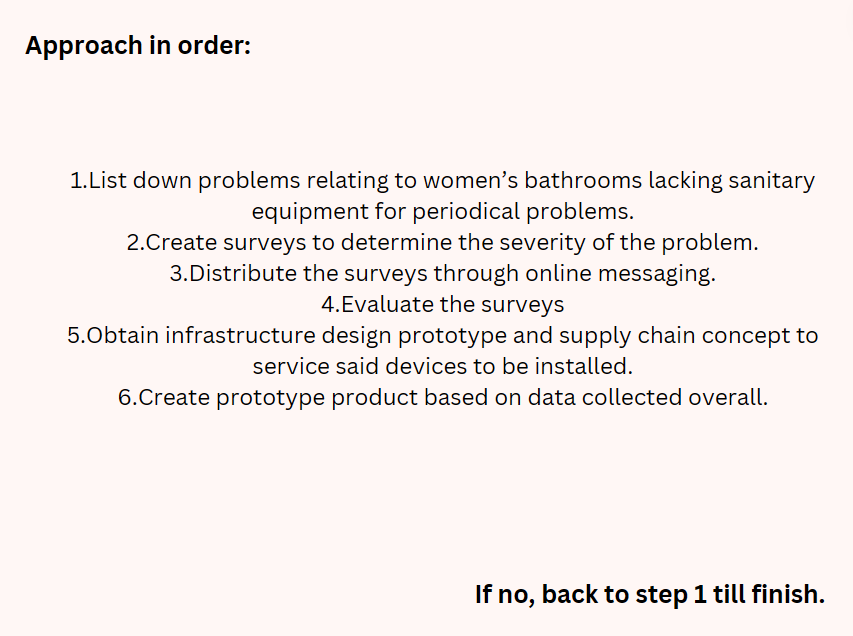 Approach in order:
1.List down problems relating to women’s bathrooms lacking sanitary
equipment for periodical problems.
2.Create surveys to determine the severity of the problem.
3.Distribute the surveys through online messaging.
4.Evaluate the surveys
5.Obtain infrastructure design prototype and supply chain concept to
service said devices to be installed.
6.Create prototype product based on data collected overall.
If no, back to step 1 till finish.